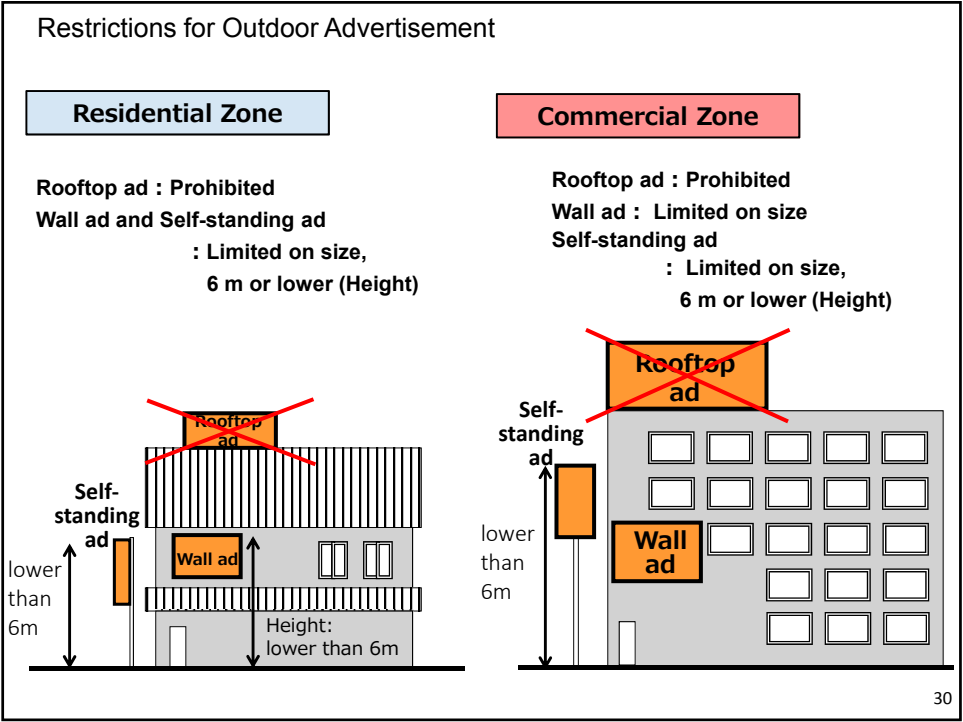 Restrictions for Outdoor Advertisement
Residential Zone
Rooftop ad : Prohibited
Wall ad and Self-standing ad
: Limited on size,
6 m or lower (Height)
Rooftop
ad
Self-
standing
ad
Wall ad
lower
than
6m
Height:
lower than 6m
Commercial Zone
Rooftop ad : Prohibited
Wall ad : Limited on size
Self-standing ad
: Limited on size,
6 m or lower (Height)
Rooftop
ad
Self-
standing
ad
lower
than
6m
Wall
ad
30